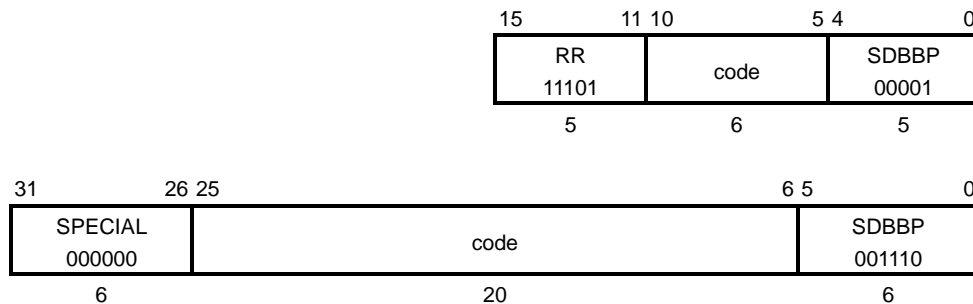 15 11 10 5 4 0
RR code SDBBP
11101 00001
5 6 5
31 26 25 6 5 0
SPECIAL code SDBBP
000000 001110
6 20 6